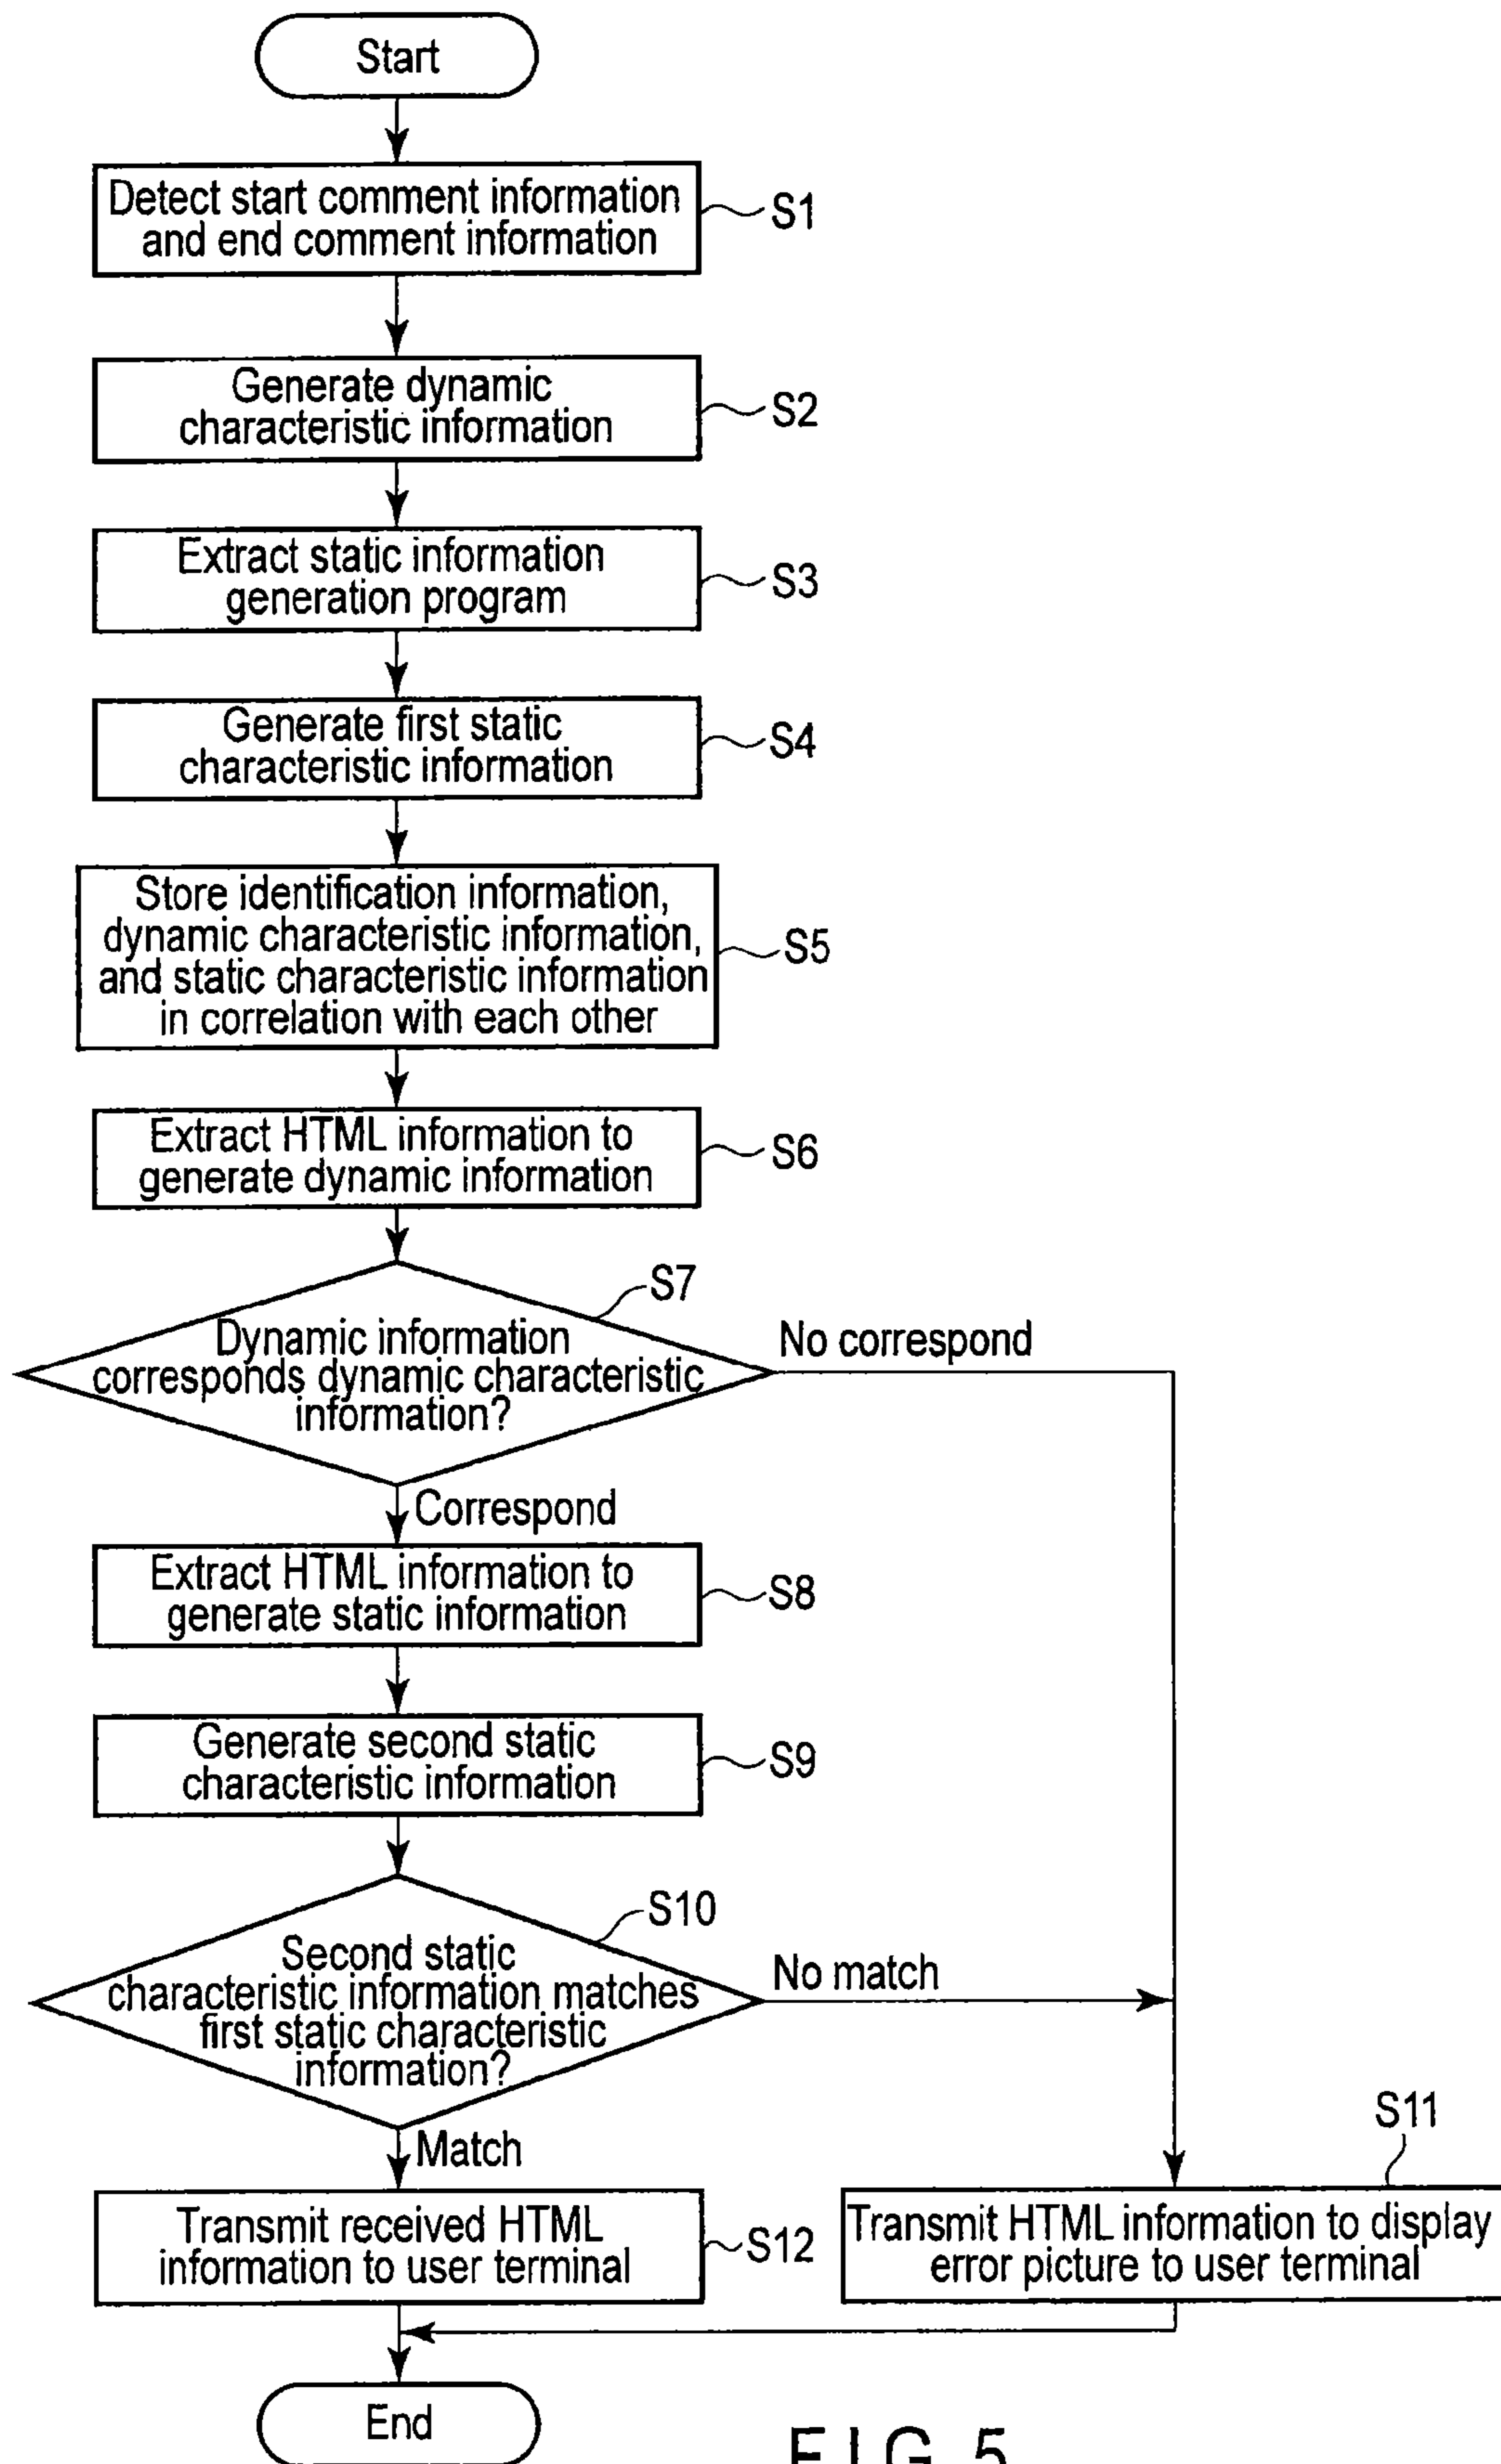 Start
Detect start comment information
and end comment information
S1
Generate dynamic
characteristic information
S2
Extract static information
generation program
S3
Generate first static
characteristic information
S4
Store identification information,
dynamic characteristic information,
and static characteristic information
in correlation with each other
S5
Extract HTML information to
generate dynamic information
S6
S7
Dynamic information
corresponds dynamic characteristic
information?
No correspond
Correspond
Extract HTML information to
generate static information
S8
Generate second static
characteristic information
S9
S10
Second static
characteristic information matches
first static characteristic
information?
No match
Match
S11
Transmit received HTML
information to user terminal
S12
Transmit HTML information to display
error picture to user terminal
End
FIG. 5